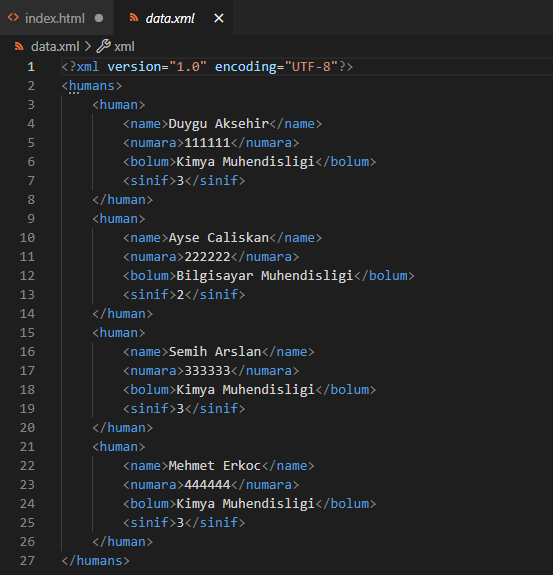 index.html
data.xml
data.xml > xml
1 <?xml version="1.0" encoding="UTF-8"?>
2 <humans>
3 <human>
4 <name>Duygu Aksehir</name>
5 <numara>111111</numara>
6 <bolum>Kimya Muhendisligi</bolum>
7 <sinif>3</sinif>
8 </human>
9 <human>
10 <name>Ayse Caliskan</name>
11 <numara>222222</numara>
12 <bolum>Bilgisayar Muhendisligi</bolum>
13 <sinif>2</sinif>
14 </human>
15 <human>
16 <name>Semih Arslan</name>
17 <numara>333333</numara>
18 <bolum>Kimya Muhendisligi</bolum>
19 <sinif>3</sinif>
20 </human>
21 <human>
22 <name>Mehmet Erkoc</name>
23 <numara>444444</numara>
24 <bolum>Kimya Muhendisligi</bolum>
25 <sinif>3</sinif>
26 </human>
27 </humans>